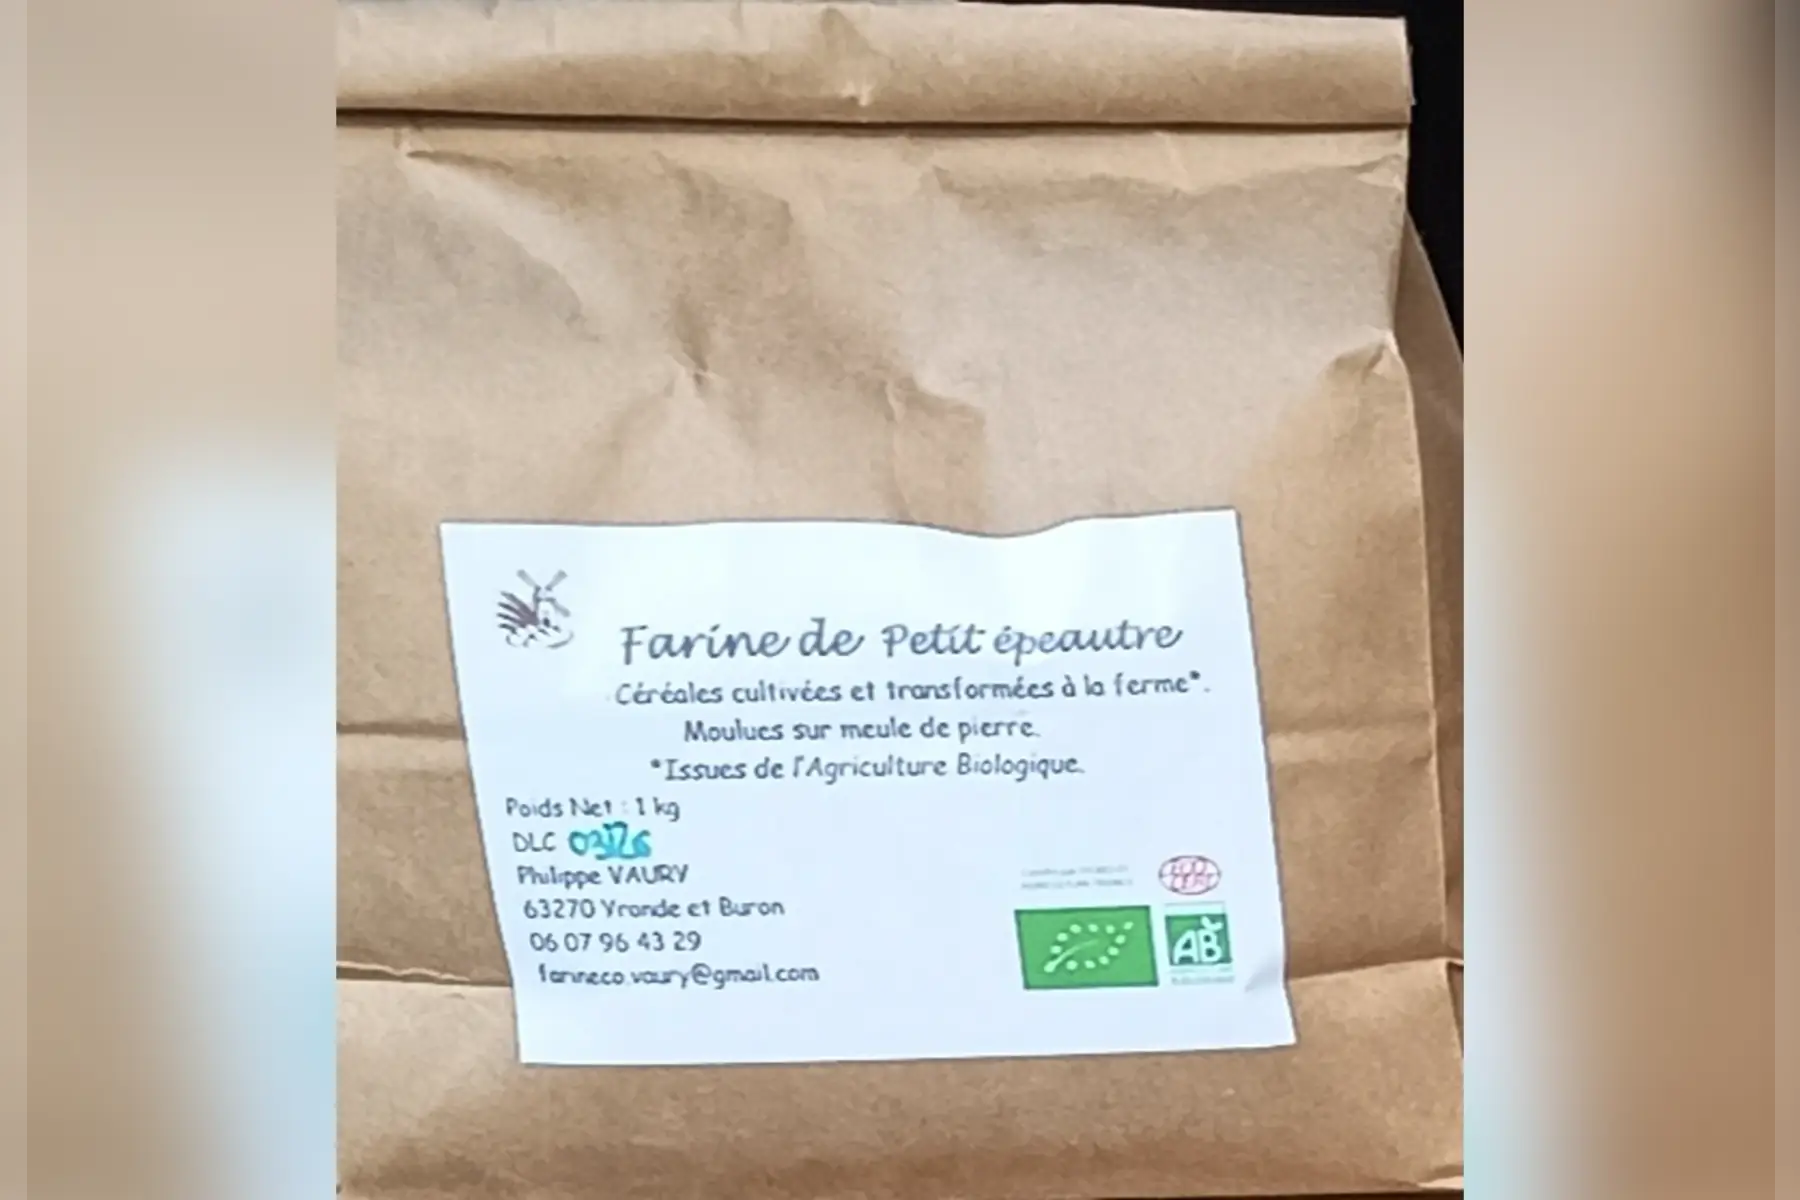 Farine de Petit épeautre
Céréales cultivées et transformées à la ferme*.
Moulues sur meule de pierre.
*Issues de l'Agriculture Biologique.
Poids Net : 1 kg
DLC
Philippe VAURY
63270 Yronde et Buron
06 07 96 43 29
farineco.vaury@gmail.com
ECO
CERT
AB